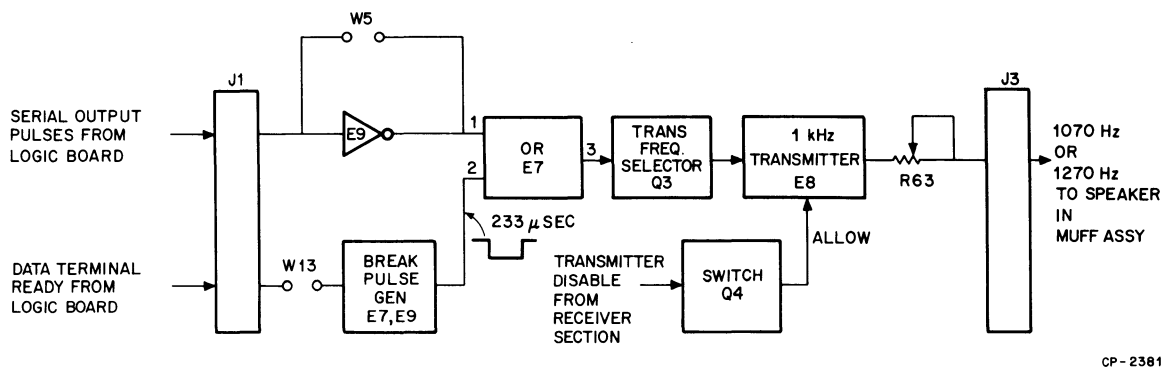 W5
J1
J3
SERIAL OUTPUT
PULSES FROM
LOGIC BOARD
E9
1
2
OR
E7
3
TRANS
FREQ.
SELECTOR
Q3
1 kHz
TRANSMITTER
E8
R63
1070 Hz
OR
1270 Hz
TO SPEAKER
IN
MUFF ASSY
233 μSEC
ALLOW
DATA TERMINAL
READY FROM
LOGIC BOARD
W13
BREAK
PULSE
GEN
E7,E9
TRANSMITTER
DISABLE
FROM
RECEIVER
SECTION
SWITCH
Q4
CP-2381